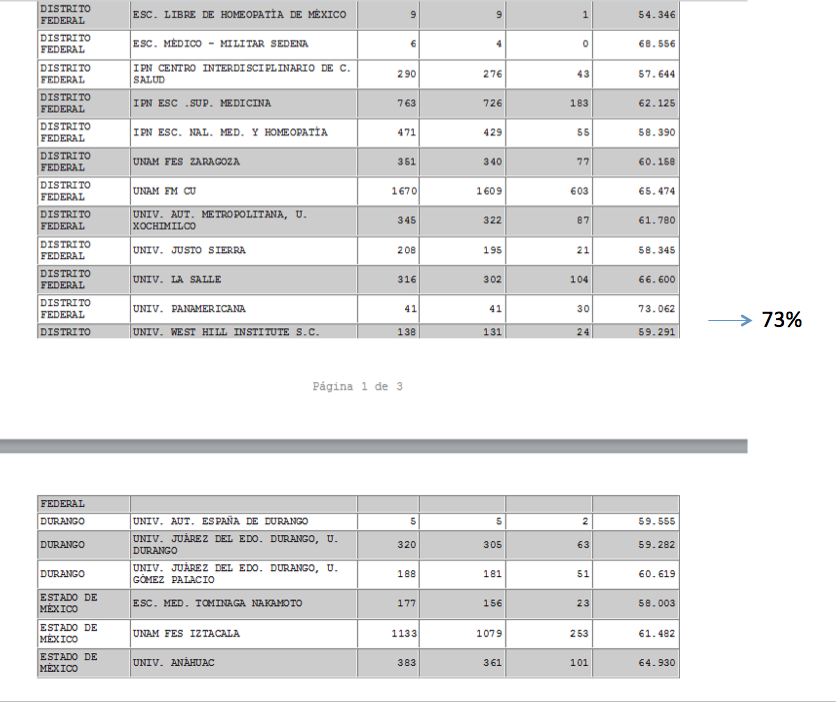 DISTRITO FEDERAL ESC. LIBRE DE HOMEOPATÍA DE MÉXICO 9 9 1 54.346
DISTRITO FEDERAL ESC. MÉDICO - MILITAR SEDENA 6 4 0 68.556
DISTRITO FEDERAL IPN CENTRO INTERDISCIPLINARIO DE C. SALUD 290 276 43 57.644
DISTRITO FEDERAL IPN ESC .SUP. MEDICINA 763 726 183 62.125
DISTRITO FEDERAL IPN ESC. NAL. MED. Y HOMEOPATÍA 471 429 55 58.390
DISTRITO FEDERAL UNAM FES ZARAGOZA 351 340 77 60.158
DISTRITO FEDERAL UNAM FM CU 1670 1609 603 65.474
DISTRITO FEDERAL UNIV. AUT. METROPOLITANA, U. XOCHIMILCO 345 322 87 61.780
DISTRITO FEDERAL UNIV. JUSTO SIERRA 208 195 21 58.345
DISTRITO FEDERAL UNIV. LA SALLE 316 302 104 66.600
DISTRITO FEDERAL UNIV. PANAMERICANA 41 41 30 73.062
73%
DISTRITO UNIV. WEST HILL INSTITUTE S.C. 138 131 24 59.291
Página 1 de 3
FEDERAL
DURANGO UNIV. AUT. ESPAÑA DE DURANGO 5 5 2 59.555
DURANGO UNIV. JUÁREZ DEL EDO. DURANGO, U. DURANGO 320 305 63 59.282
DURANGO UNIV. JUÁREZ DEL EDO. DURANGO, U. GÓMEZ PALACIO 188 181 51 60.619
ESTADO DE MÉXICO ESC. MED. TOMINAGA NAKAMOTO 177 156 23 58.003
ESTADO DE MÉXICO UNAM FES IZTACALA 1133 1079 253 61.482
ESTADO DE MÉXICO UNIV. ANÁHUAC 383 361 101 64.930